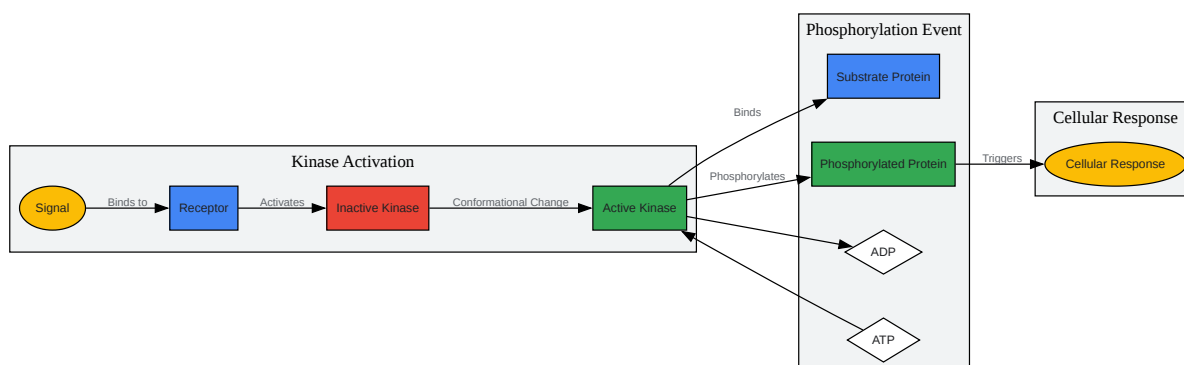 Kinase Activation
Signal
Binds to
Receptor
Activates
Inactive Kinase
Conformational Change
Active Kinase
Binds
Phosphorylates
Phosphorylation Event
Substrate Protein
Phosphorylated Protein
ADP
ATP
Triggers
Cellular Response
Cellular Response